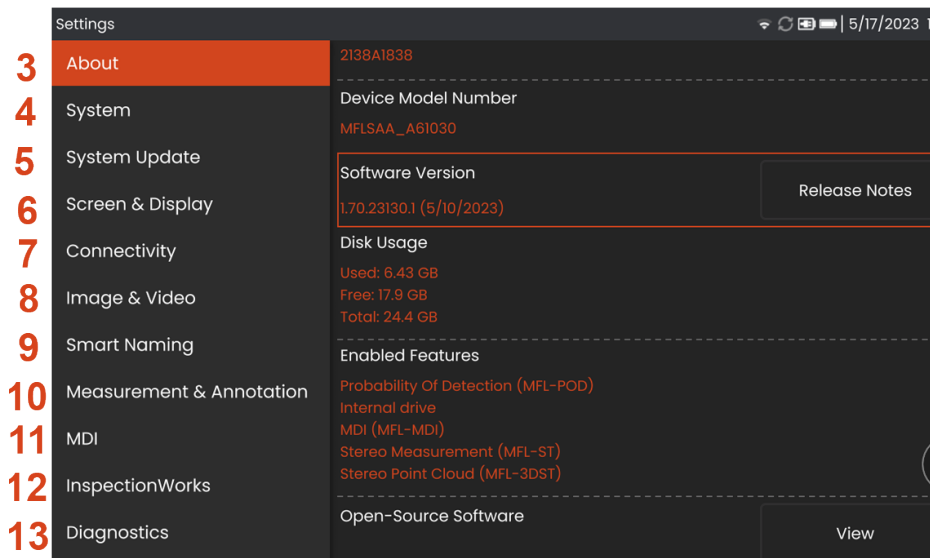 Settings
5/17/2023 1
3 About
4 System
5 System Update
6 Screen & Display
7 Connectivity
8 Image & Video
9 Smart Naming
10 Measurement & Annotation
11 MDI
12 InspectionWorks
13 Diagnostics
2138A1838
Device Model Number
MFLSAA_A61030
Software Version
1.70.23130.1 (5/10/2023)
Release Notes
Disk Usage
Used: 6.43 GB
Free: 17.9 GB
Total: 24.4 GB
Enabled Features
Probability Of Detection (MFL-POD)
Internal drive
MDI (MFL-MDI)
Stereo Measurement (MFL-ST)
Stereo Point Cloud (MFL-3DST)
Open-Source Software
View